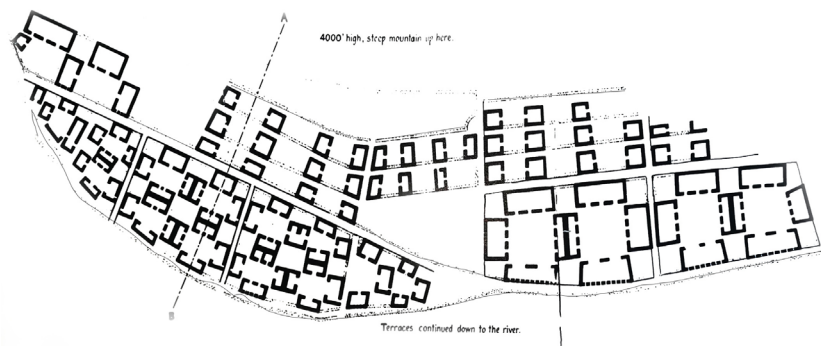 A
4000' high, steep mountain up here.
B
Terraces continued down to the river.